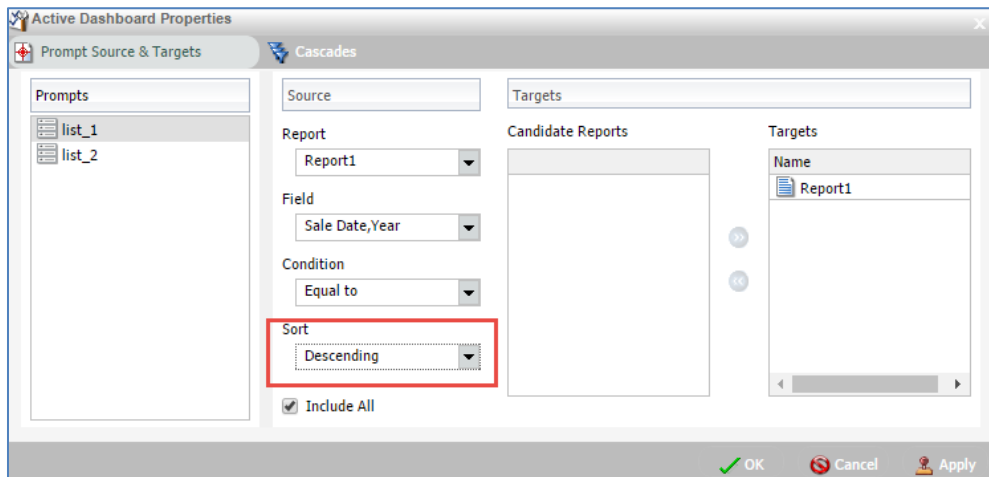 Active Dashboard Properties
Prompt Source & Targets
Cascades
Prompts
list_1
list_2
Source
Report
Report1
Field
Sale Date,Year
Condition
Equal to
Sort
Descending
Include All
Targets
Candidate Reports
Targets
Name
Report1
OK
Cancel
Apply